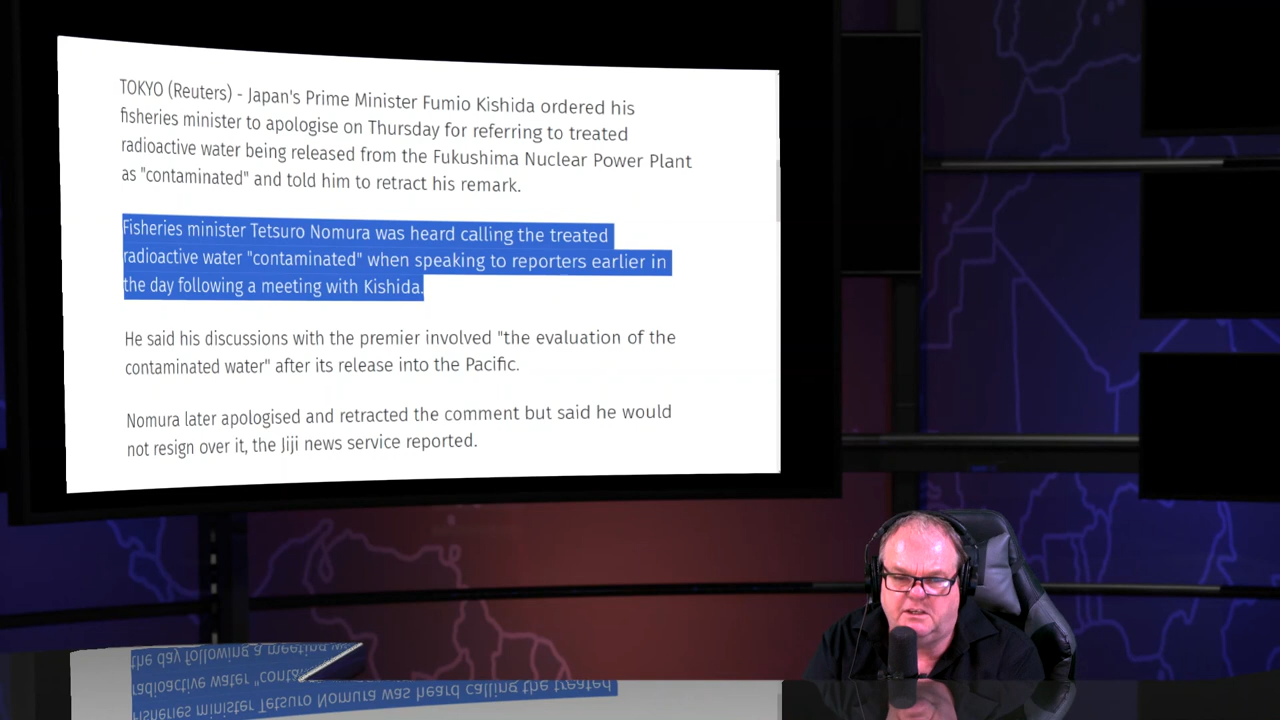 TOKYO (Reuters) - Japan's Prime Minister Fumio Kishida ordered his
fisheries minister to apologise on Thursday for referring to treated
radioactive water being released from the Fukushima Nuclear Power Plant
as "contaminated" and told him to retract his remark.
Fisheries minister Tetsuro Nomura was heard calling the treated
radioactive water "contaminated" when speaking to reporters earlier in
the day following a meeting with Kishida.
He said his discussions with the premier involved "the evaluation of the
contaminated water" after its release into the Pacific.
Nomura later apologised and retracted the comment but said he would
not resign over it, the Jiji news service reported.